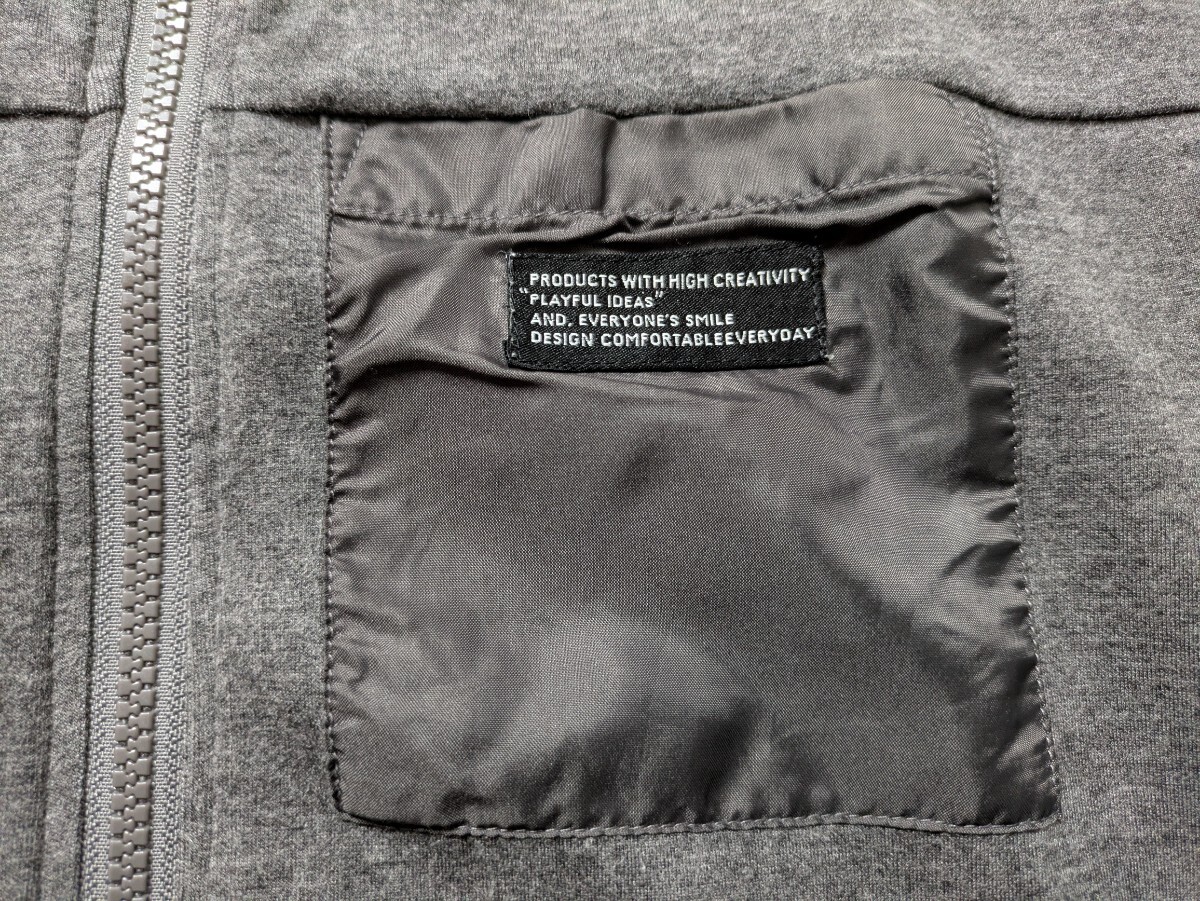 PRODUCTS WITH HIGH CREATIVITY
“PLAYFUL IDEAS”
AND, EVERYONE'S SMILE
DESIGN COMFORTABLEEVERYDAY